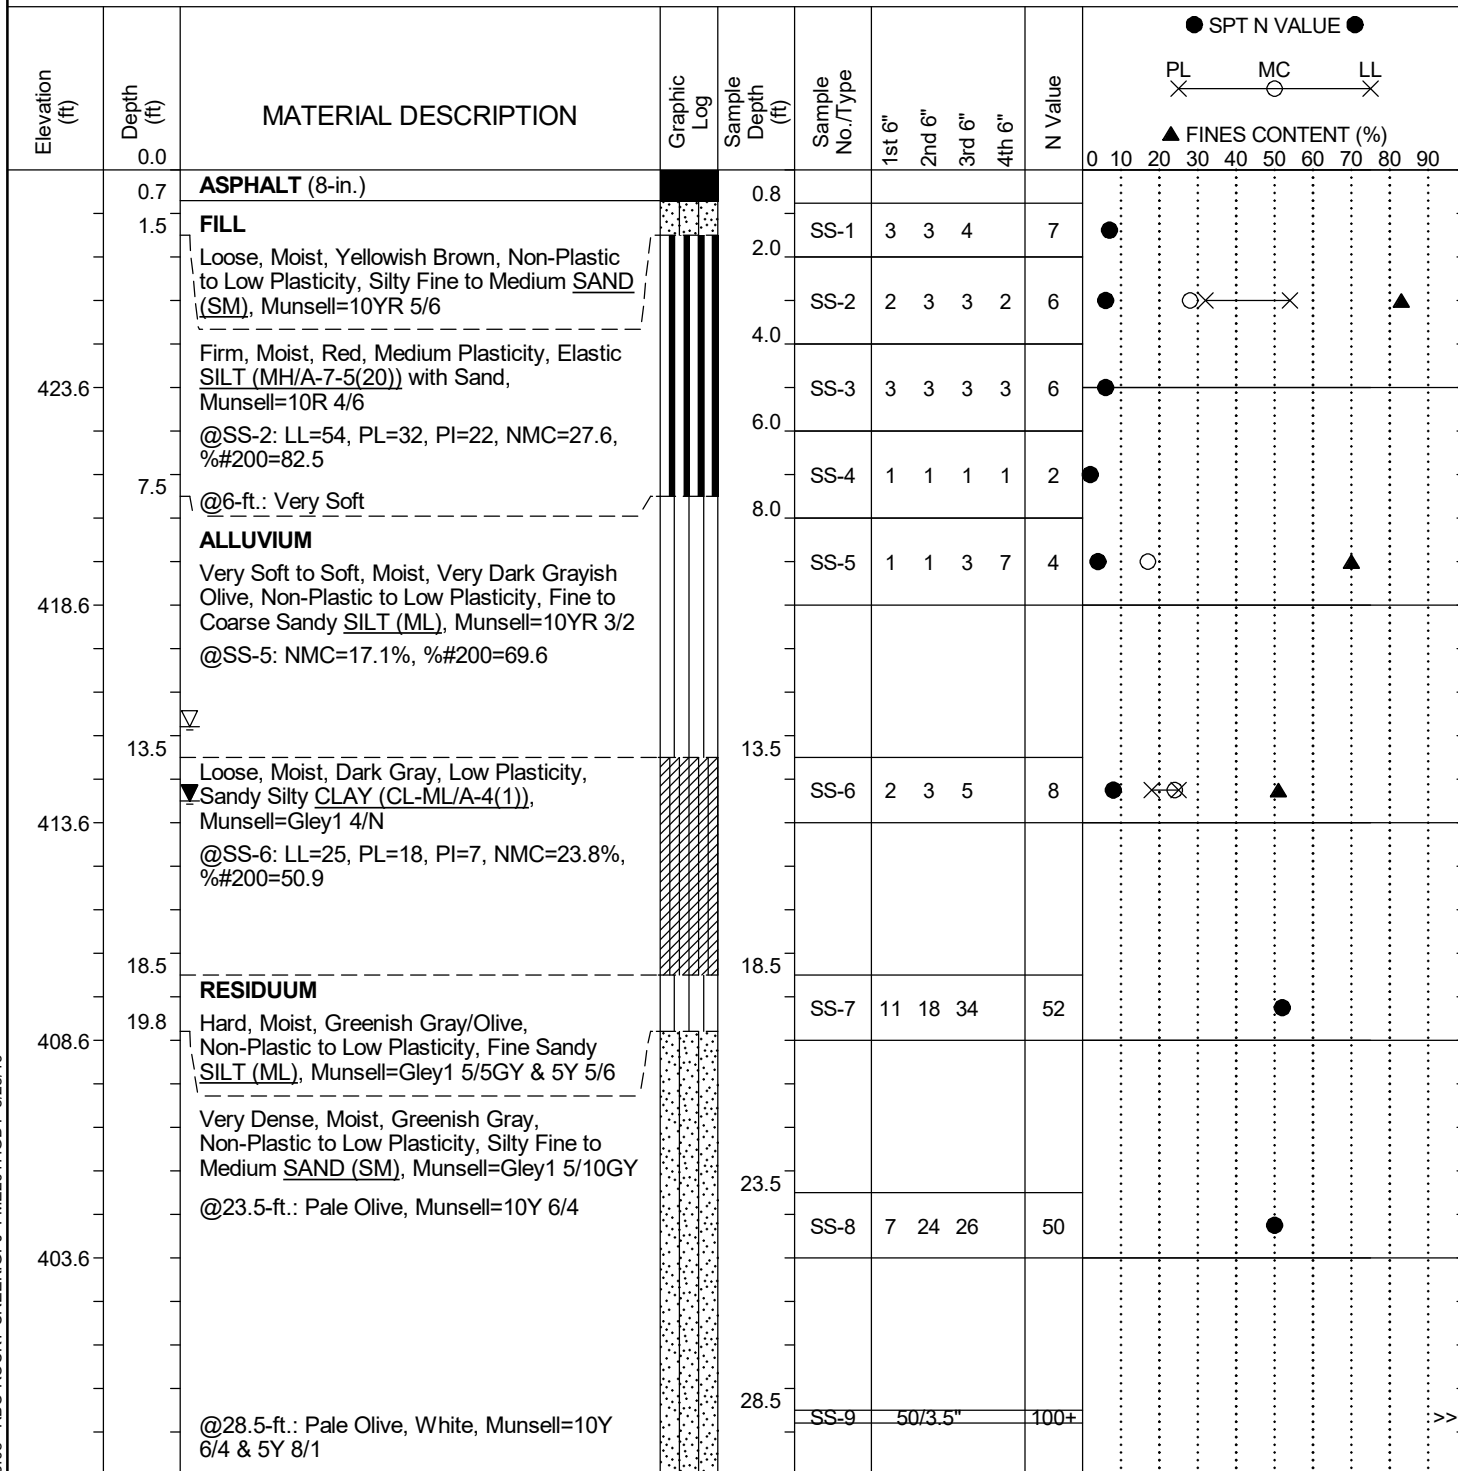 Elevation (ft)
Depth (ft)
0.0
MATERIAL DESCRIPTION
Graphic Log
Sample Depth (ft)
Sample No./Type
1st 6"
2nd 6"
3rd 6"
4th 6"
N Value
SPT N VALUE
PL MC LL
FINES CONTENT (%)
0 10 20 30 40 50 60 70 80 90
0.7
ASPHALT (8-in.)
0.8
1.5
FILL
SS-1 3 3 4 7
2.0
Loose, Moist, Yellowish Brown, Non-Plastic
to Low Plasticity, Silty Fine to Medium SAND
(SM), Munsell=10YR 5/6
SS-2 2 3 3 2 6
4.0
Firm, Moist, Red, Medium Plasticity, Elastic
SILT (MH/A-7-5(20)) with Sand,
Munsell=10R 4/6
423.6
SS-3 3 3 3 3 6
6.0
@SS-2: LL=54, PL=32, PI=22, NMC=27.6,
%#200=82.5
SS-4 1 1 1 1 2
7.5
@6-ft.: Very Soft
8.0
ALLUVIUM
Very Soft to Soft, Moist, Very Dark Grayish
Olive, Non-Plastic to Low Plasticity, Fine to
Coarse Sandy SILT (ML), Munsell=10YR 3/2
SS-5 1 1 3 7 4
418.6
@SS-5: NMC=17.1%, %#200=69.6
13.5
13.5
Loose, Moist, Dark Gray, Low Plasticity,
Sandy Silty CLAY (CL-ML/A-4(1)),
Munsell=Gley1 4/N
SS-6 2 3 5 8
413.6
@SS-6: LL=25, PL=18, PI=7, NMC=23.8%,
%#200=50.9
18.5
18.5
RESIDUUM
SS-7 11 18 34 52
19.8
Hard, Moist, Greenish Gray/Olive,
Non-Plastic to Low Plasticity, Fine Sandy
SILT (ML), Munsell=Gley1 5/5GY & 5Y 5/6
408.6
Very Dense, Moist, Greenish Gray,
Non-Plastic to Low Plasticity, Silty Fine to
Medium SAND (SM), Munsell=Gley1 5/10GY
23.5
@23.5-ft.: Pale Olive, Munsell=10Y 6/4
SS-8 7 24 26 50
403.6
28.5
SS-9 50/3.5" 100+ >>
@28.5-ft.: Pale Olive, White, Munsell=10Y
6/4 & 5Y 8/1